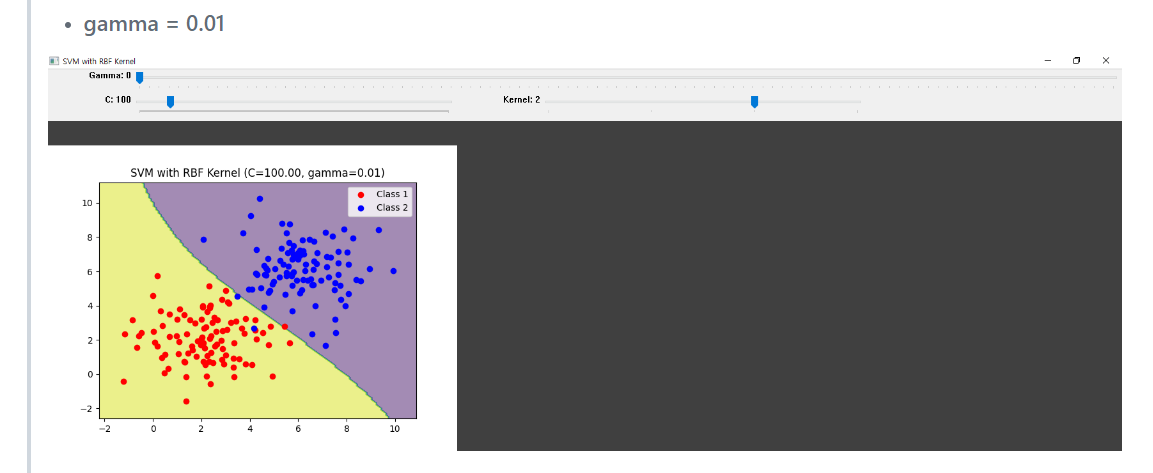 • gamma = 0.01
SVM with RBF Kernel
Gamma: 0
C: 100 Kernel: 2
SVM with RBF Kernel (C=100.00, gamma=0.01)
Class 1
Class 2
10
8
6
4
2
0
−2
−2 0 2 4 6 8 10